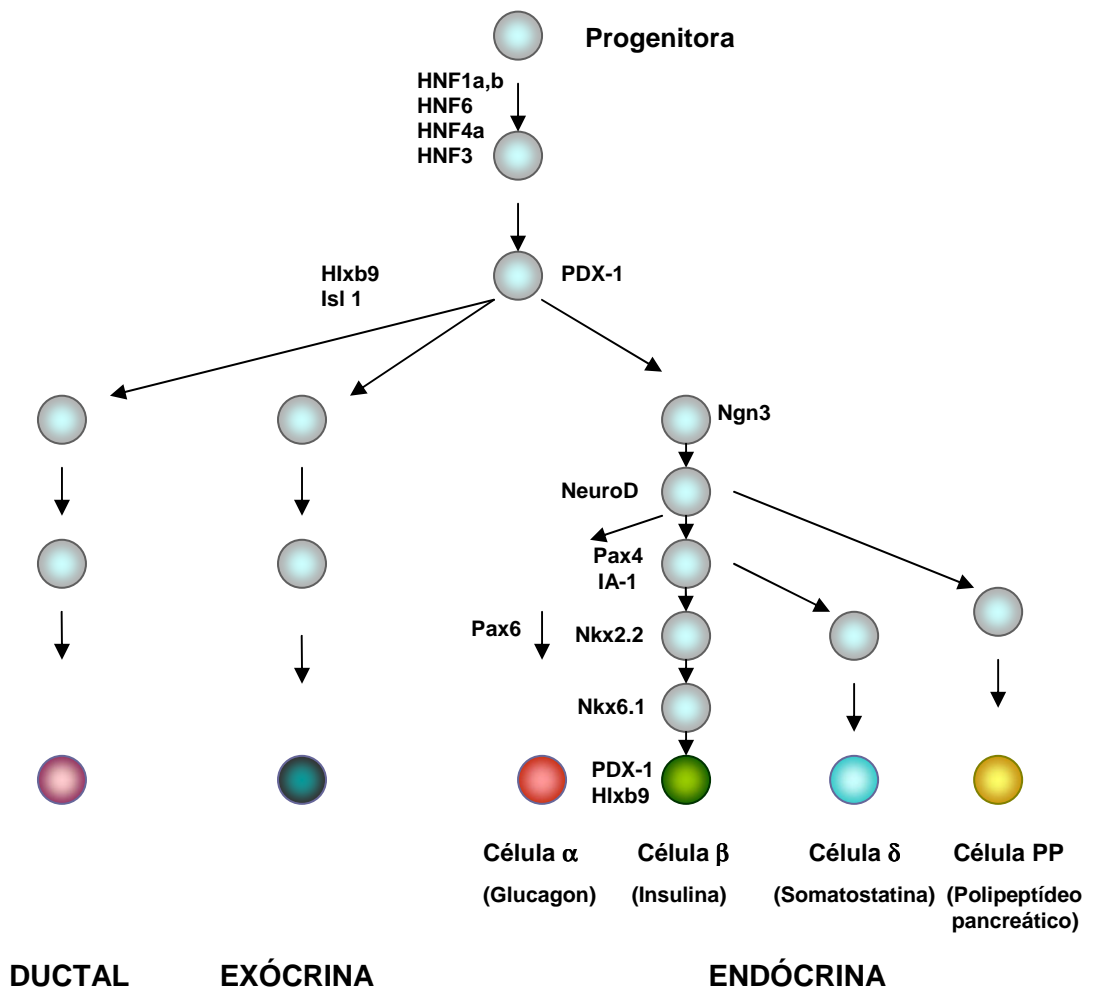 Progenitora
HNF1a,b
HNF6
HNF4a
HNF3
PDX-1
Hlxb9
Isl 1
Ngn3
NeuroD
Pax4
IA-1
Pax6
Nkx2.2
Nkx6.1
PDX-1
Hlxb9
Célula α
(Glucagon)
Célula β
(Insulina)
Célula δ
(Somatostatina)
Célula PP
(Polipeptídeo
pancreático)
DUCTAL
EXÓCRINA
ENDÓCRINA